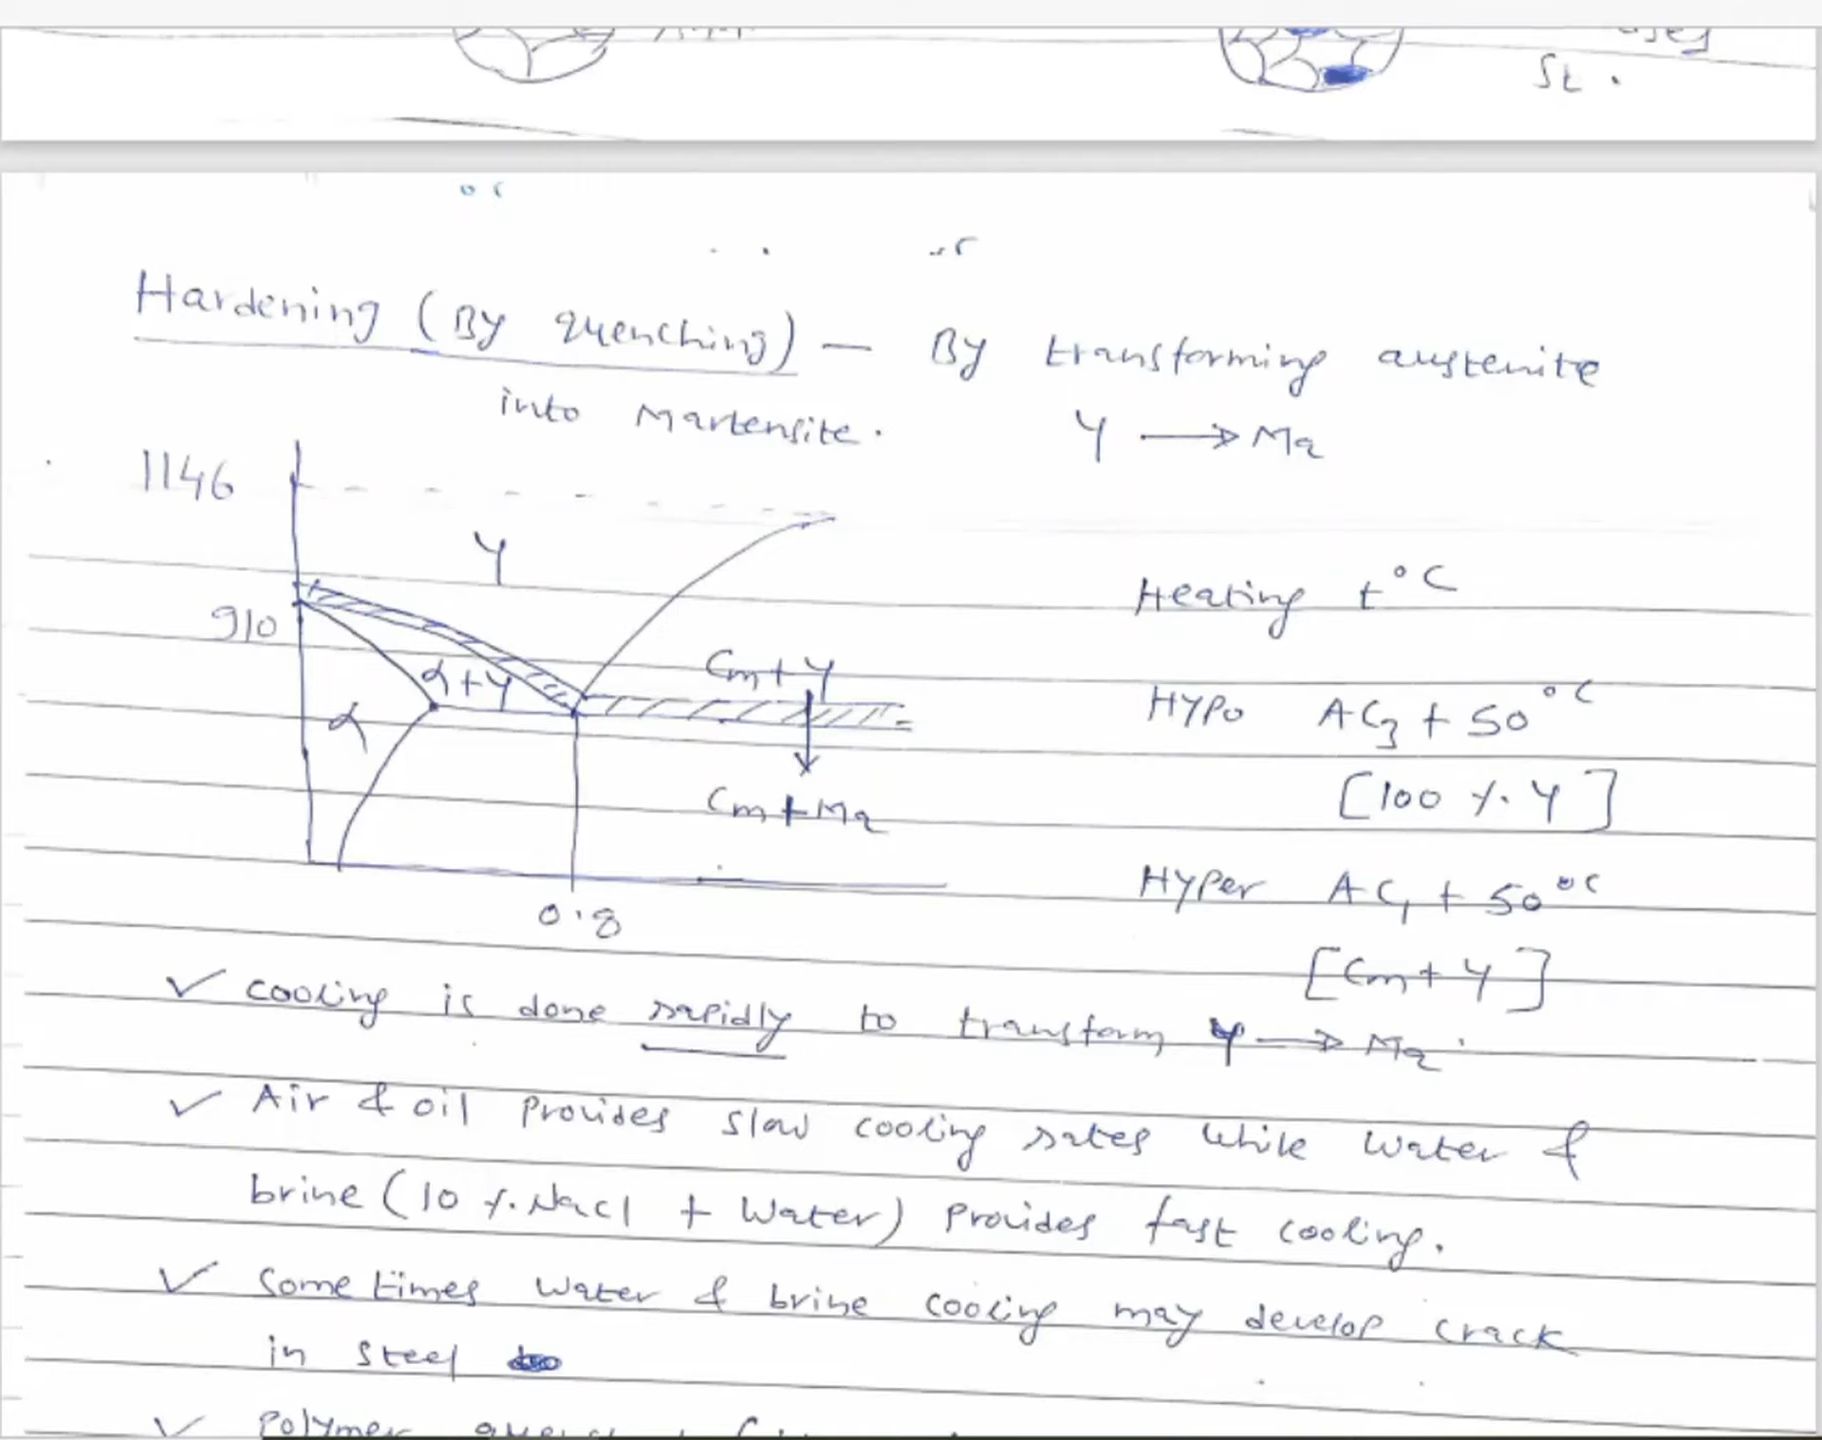 St.
Hardening (By quenching) — By transforming austenite
into Martensite. γ → Ma
1146
γ
Heating t°C
910
Cm+γ
α+γ
HYPO AC3 + 50°C
α
[100 %. γ]
Cm + Ma
HYPer AC1 + 50°C
0.8
[Cm + γ]
✓ cooling is done rapidly to transform γ → Ma
✓ Air & oil provides slow cooling rates while water &
brine (10 %. NaCl + Water) provides fast cooling.
✓ Some times water & brine cooling may develop crack
in steel
✓ Polymer